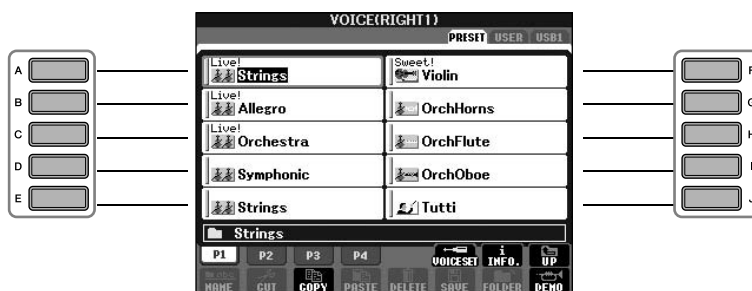 VOICE(RIGHT1)
PRESET USER USB1
A
Live!
Strings
Sweet!
Violin
F
B
Live!
Allegro
OrchHorns
G
C
Live!
Orchestra
OrchFlute
H
D
Symphonic
OrchOboe
E
Strings
Tutti
Strings
P1 P2 P3 P4 VOICESET INFO. UP
NAME CUT COPY PASTE DELETE SAVE FOLDER DEMO